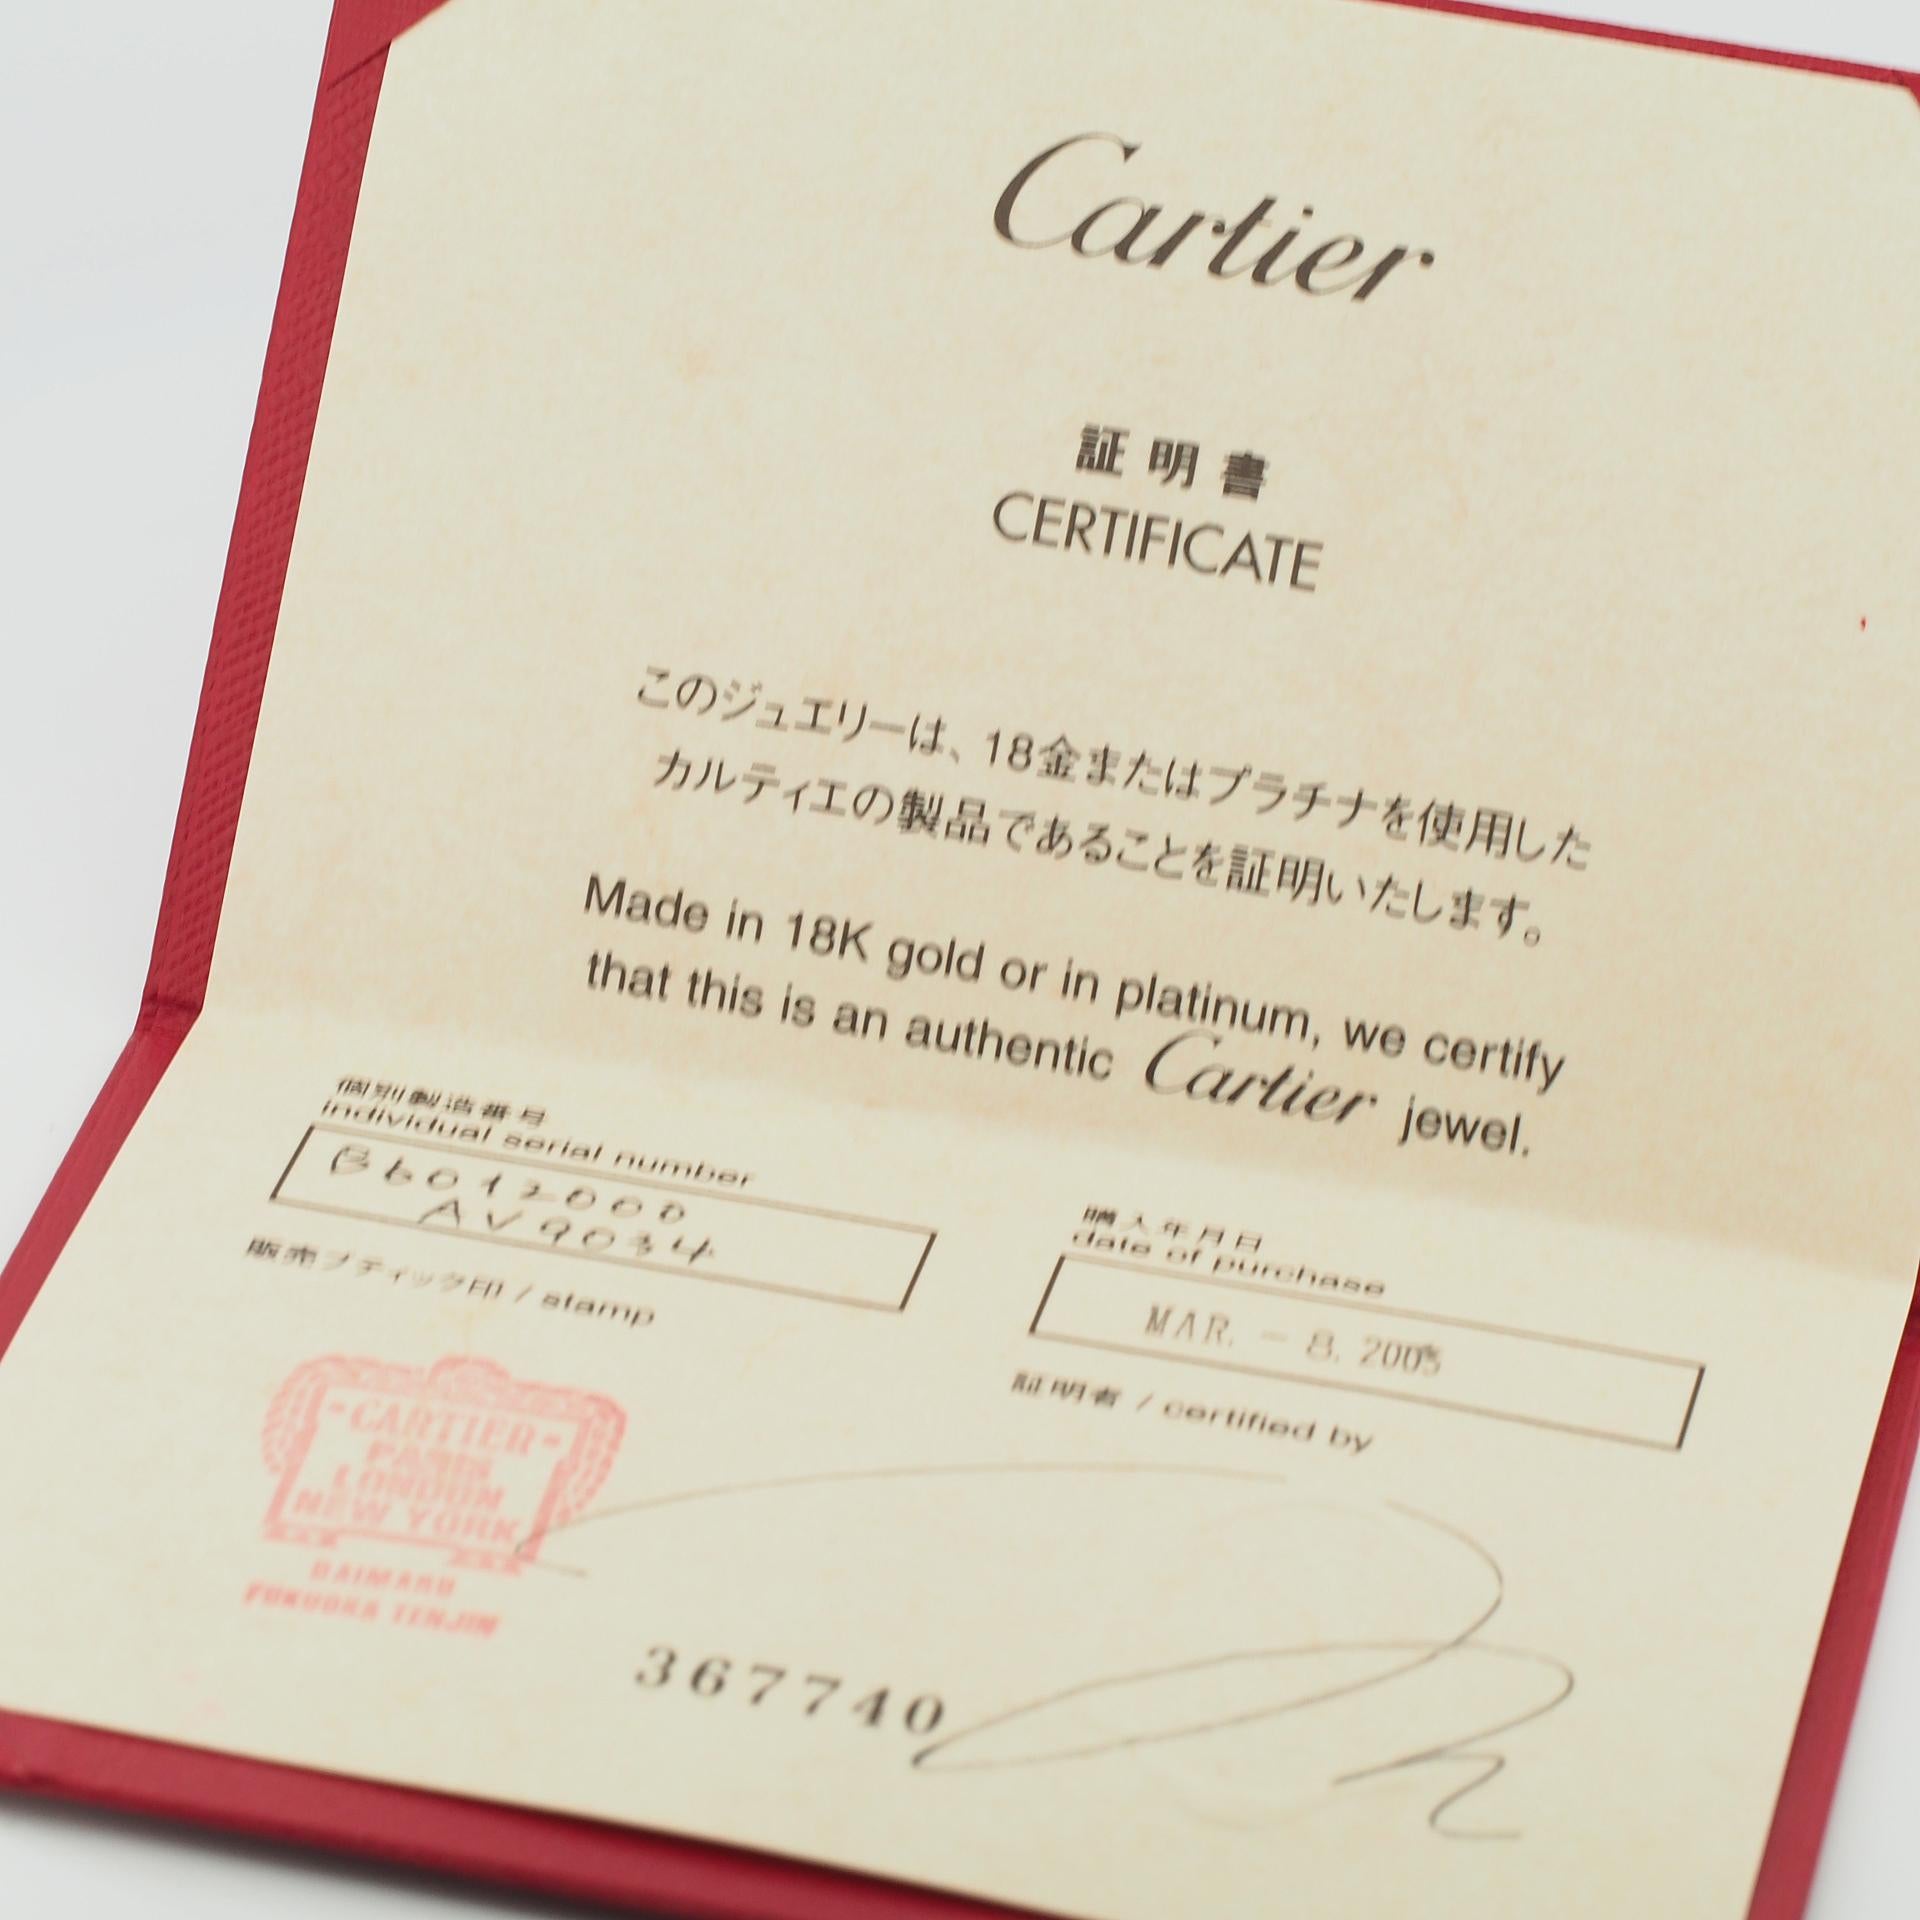 Cartier
証明書
CERTIFICATE
このジュエリーは、18金またはプラチナを使用した
カルティエの製品であることを証明いたします。
Made in 18K gold or in platinum, we certify
that this is an authentic Cartier jewel.
個別製造番号
individual serial number
B6012000
AV9034
購入年月日
date of purchase
MAR. - 8. 2005
販売ブティック印 / stamp
証明者 / certified by
-CARTIER-
PARIS
LONDON
NEW YORK
DAIMARU
FUKUOKA TENJIN
367740